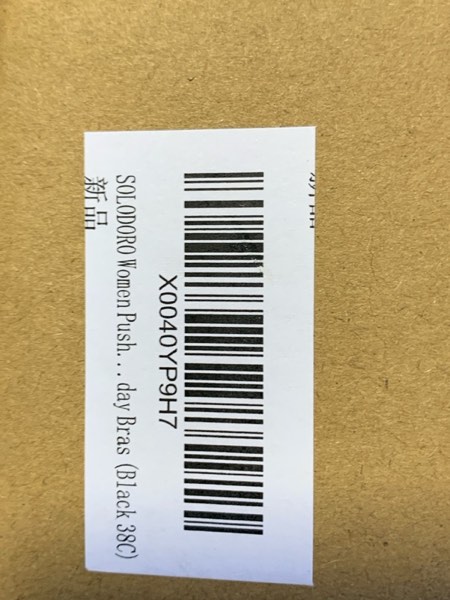 X0040YP9H7
SOLODORO Women Push...day Bras (Black 38C)
新品